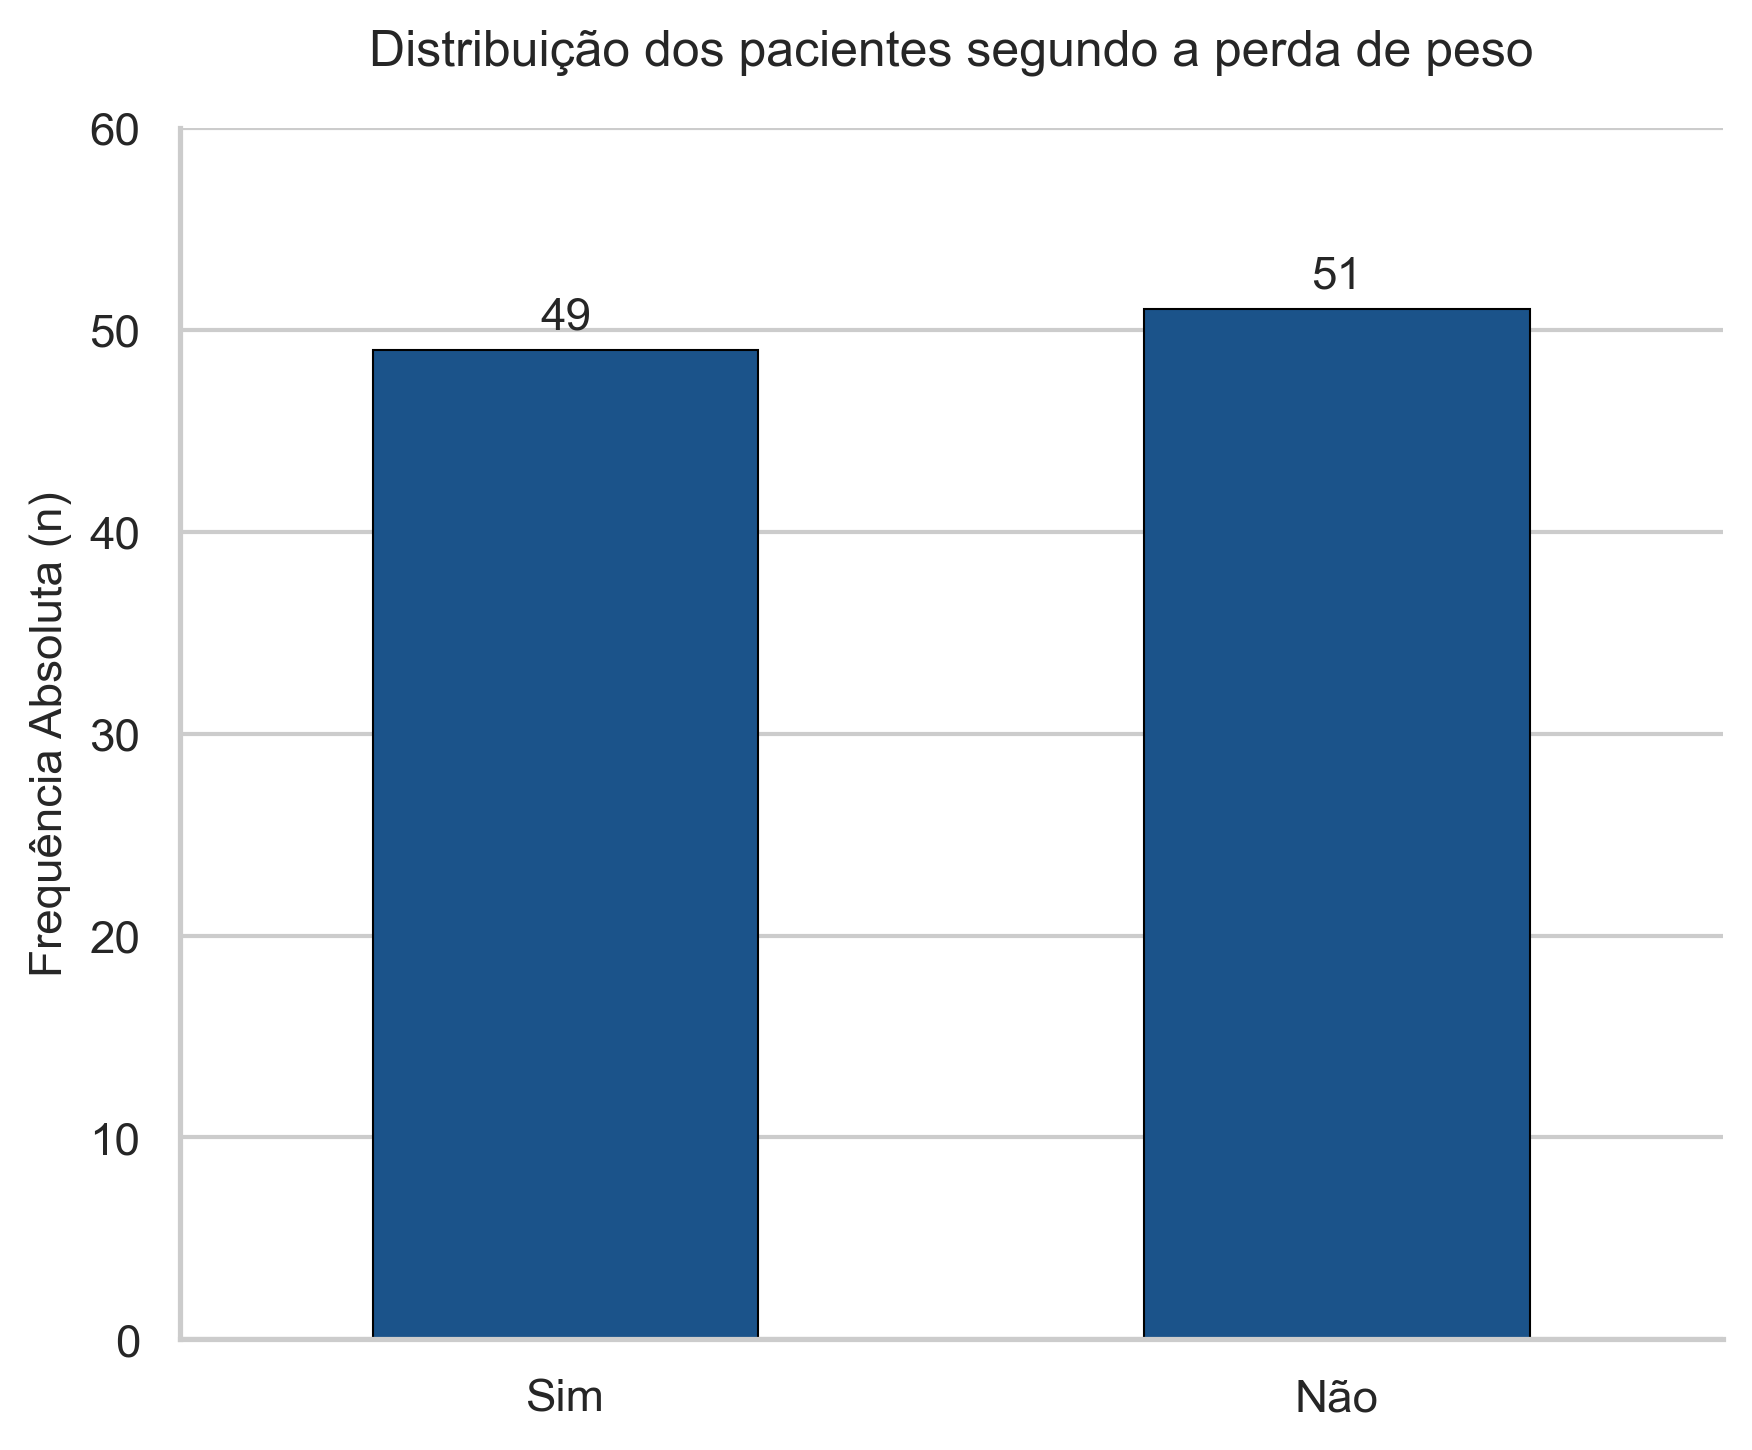 Distribuição dos pacientes segundo a perda de peso
Frequência Absoluta (n)
60
50
40
30
20
10
0
49
51
Sim
Não